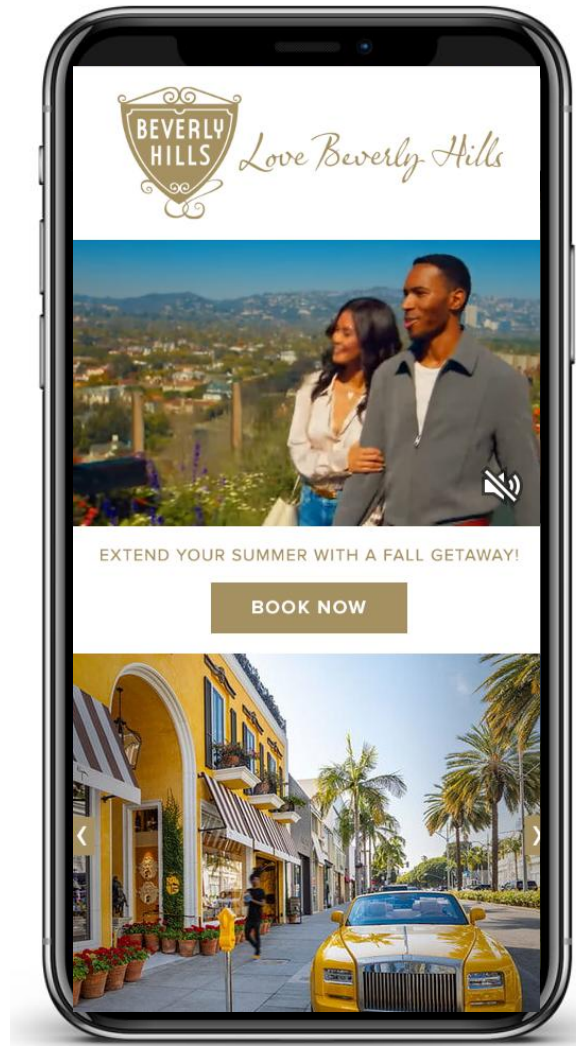 BEVERLY
HILLS
Love Beverly Hills
EXTEND YOUR SUMMER WITH A FALL GETAWAY!
BOOK NOW